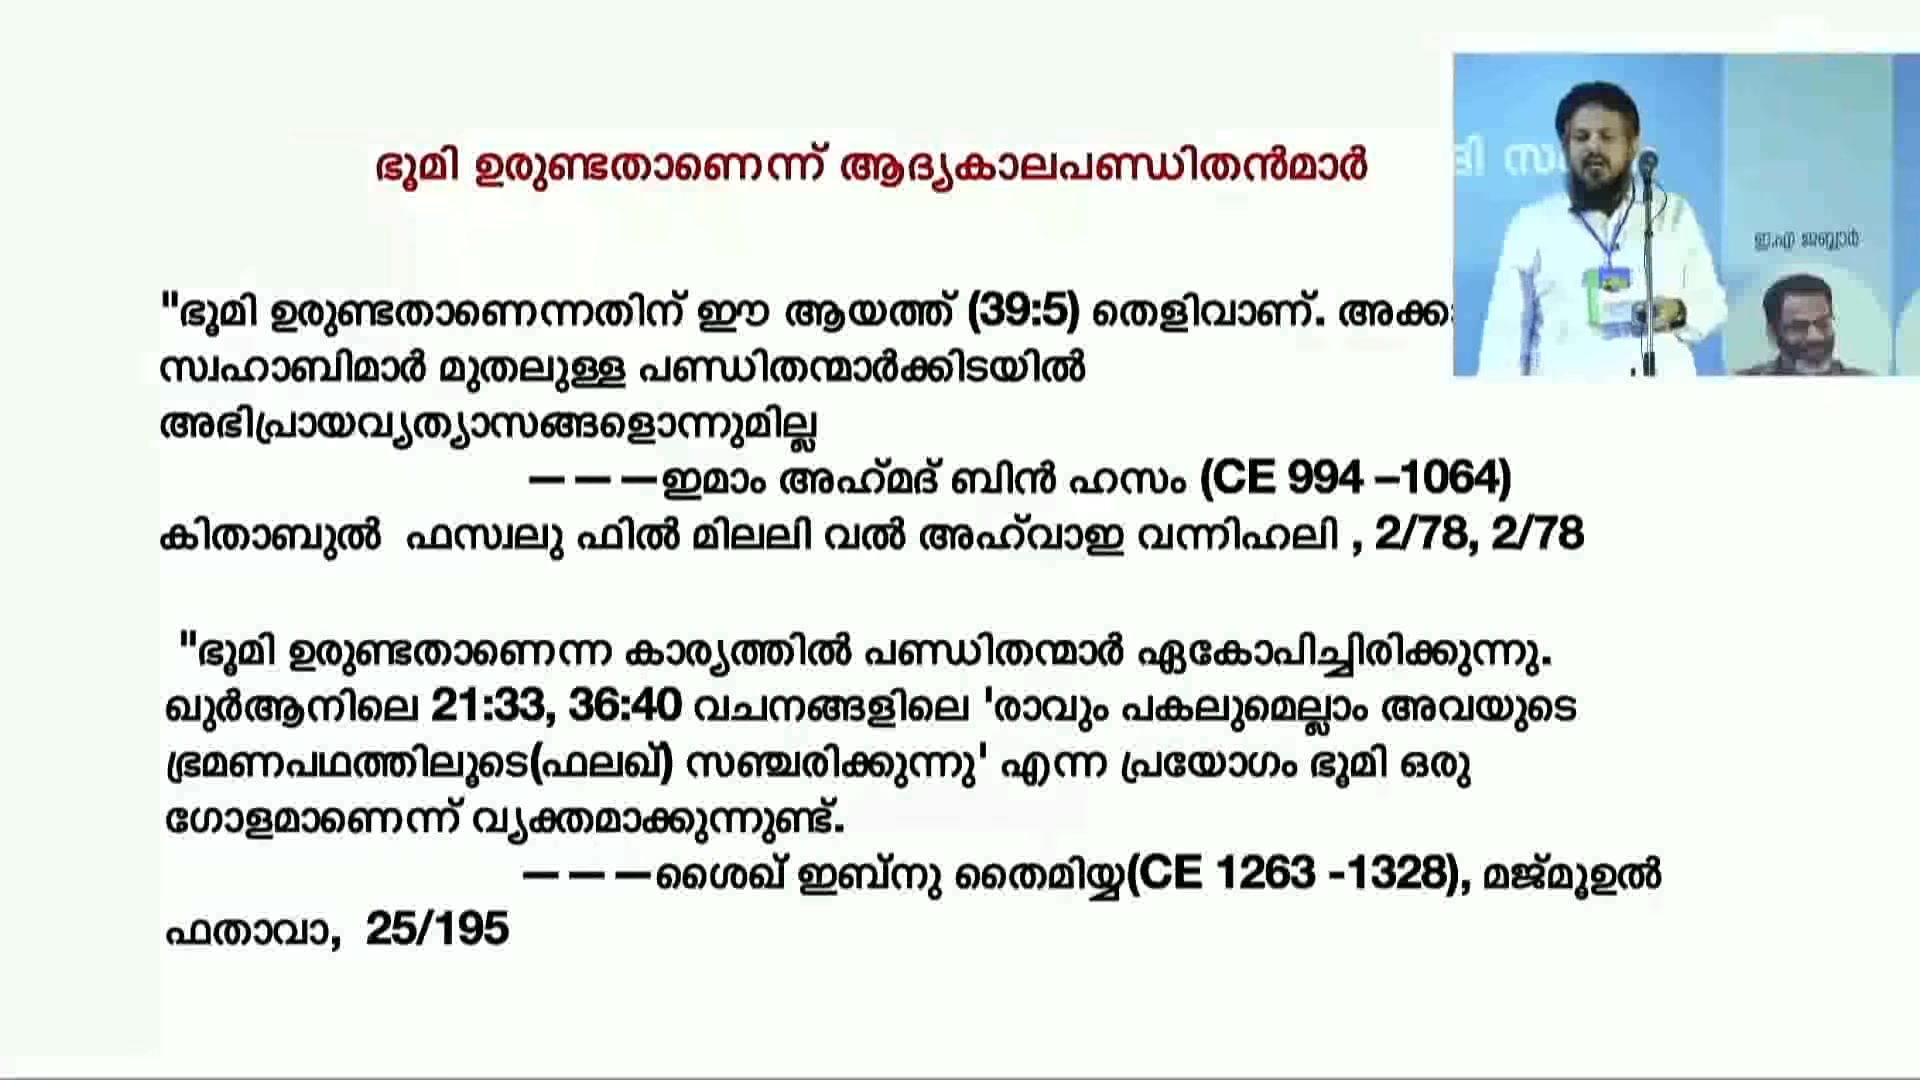 ഭൂമി ഉരുണ്ടതാണെന്ന് ആദ്യകാലപണ്ഡിതൻമാർ
ഇ.എ ജബ്ബാർ
"ഭൂമി ഉരുണ്ടതാണെന്നതിന് ഈ ആയത്ത് (39:5) തെളിവാണ്.
സ്വഹാബിമാർ മുതലുള്ള പണ്ഡിതന്മാർക്കിടയിൽ
അഭിപ്രായവ്യത്യാസങ്ങളൊന്നുമില്ല
– – –ഇമാം അഹ്മദ് ബിൻ ഹസം (CE 994 –1064)
കിതാബുൽ ഫസ്വലു ഫിൽ മിലലി വൽ അഹ്‌വാഇ വന്നിഹലി , 2/78, 2/78
"ഭൂമി ഉരുണ്ടതാണെന്ന കാര്യത്തിൽ പണ്ഡിതന്മാർ ഏകോപിച്ചിരിക്കുന്നു.
ഖുർആനിലെ 21:33, 36:40 വചനങ്ങളിലെ 'രാവും പകലുമെല്ലാം അവയുടെ
ഭ്രമണപഥത്തിലൂടെ(ഫലഖ്) സഞ്ചരിക്കുന്നു' എന്ന പ്രയോഗം ഭൂമി ഒരു
ഗോളമാണെന്ന് വ്യക്തമാക്കുന്നുണ്ട്.
– – –ശൈഖ് ഇബ്നു തൈമിയ്യ(CE 1263 -1328), മജ്മൂഉൽ
ഫതാവാ, 25/195